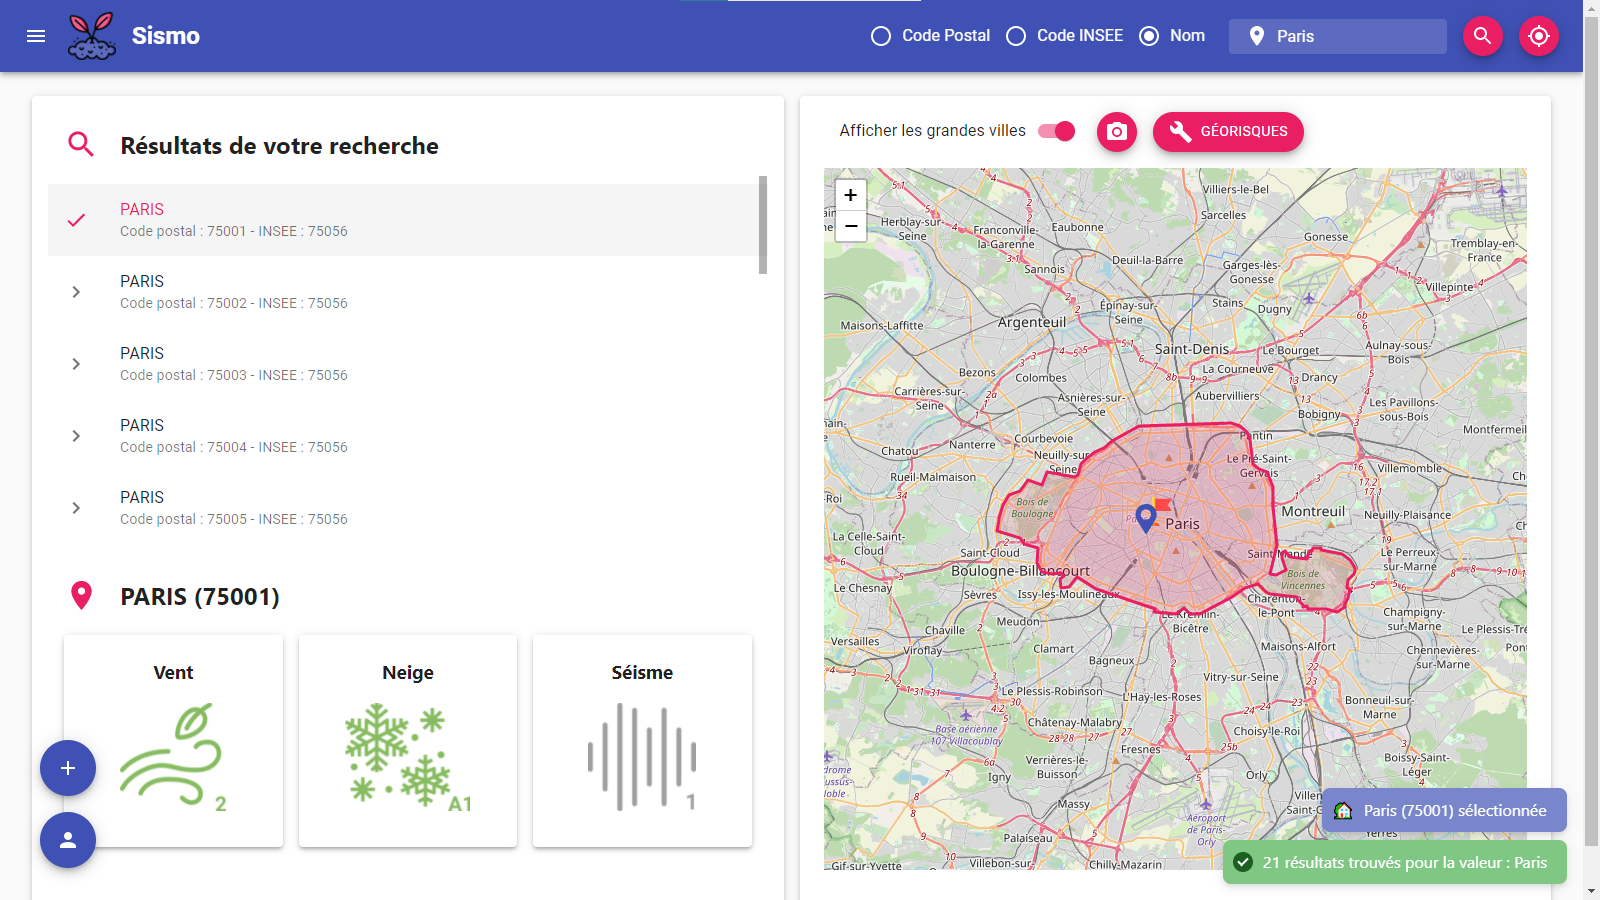 Sismo
Code Postal
Code INSEE
Nom
Paris
Résultats de votre recherche
PARIS
Code postal : 75001 - INSEE : 75056
PARIS
Code postal : 75002 - INSEE : 75056
PARIS
Code postal : 75003 - INSEE : 75056
PARIS
Code postal : 75004 - INSEE : 75056
PARIS
Code postal : 75005 - INSEE : 75056
PARIS (75001)
Vent
2
Neige
A1
Séisme
1
Afficher les grandes villes
GÉORISQUES
+
−
Villiers-le-Bel
Sarcelles
Herblay-sur-
Seine
Franconville-
la-Garenne
Eaubonne
Gonesse
Tremblay-en-
France
Sannois
Deuil-la-Barre
Garges-lès-
Gonesse
Villepinte
Stains
Dugny
Épinay-sur-
Seine
Maisons-Laffitte
Argenteuil
Saint-Denis
Le Bourget
Aulnay-sous-
Bois
Bezons
Colombes
La Courneuve
Drancy
Carrières-sur-
Seine
Asnières-sur-
Seine
Aubervilliers
Bobigny
Les Pavillons-
sous-Bois
Montfermeil
Chatou
Nanterre
Courbevoie
Neuilly-sur-
Seine
Pantin
Le Pré-Saint-
Gervais
Rueil-Malmaison
Villemomble
Bois de
Boulogne
Paris
Montreuil
Neuilly-Plaisance
La Celle-Saint-
Cloud
Saint-Cloud
Saint-Mandé
Le Perreux-
sur-Marne
Boulogne-Billancourt
Bois de
Vincennes
Le Chesnay
Sèvres
Issy-les-Moulineaux
Charenton-
le-Pont
Champigny-
sur-Marne
Meudon
Le Kremlin-
Bicêtre
Le Plessis-Tré
Versailles
Chaville
Viroflay
Clamart
Bagneux
Maisons-Alfort
Chennevières-
sur-Marne
Vitry-sur-Seine
Le Plessis-Robinson
L'Haÿ-les-Roses
Bonneuil-sur-
Marne
Châtenay-Malabry
Choisy-le-Roi
Base aérienne
107 Villacoublay
Fresnes
Verrières-le-
Buisson
Igny
Orly
Boissy-Saint-
Léger
Massy
Aéroport
de Paris-
Orly
Palaiseau
Yerres
Gif-sur-Yvette
Villebon-sur-
Chilly-Mazarin
Paris (75001) sélectionnée
21 résultats trouvés pour la valeur : Paris